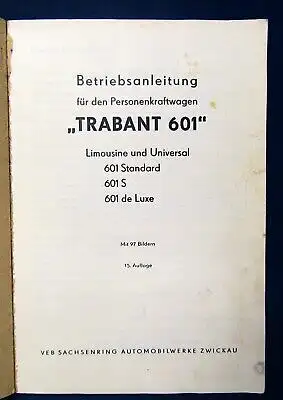 Betriebsanleitung
für den Personenkraftwagen
„TRABANT 601“
Limousine und Universal
601 Standard
601 S
601 de Luxe
Mit 97 Bildern
15. Auflage
VEB SACHSENRING AUTOMOBILWERKE ZWICKAU